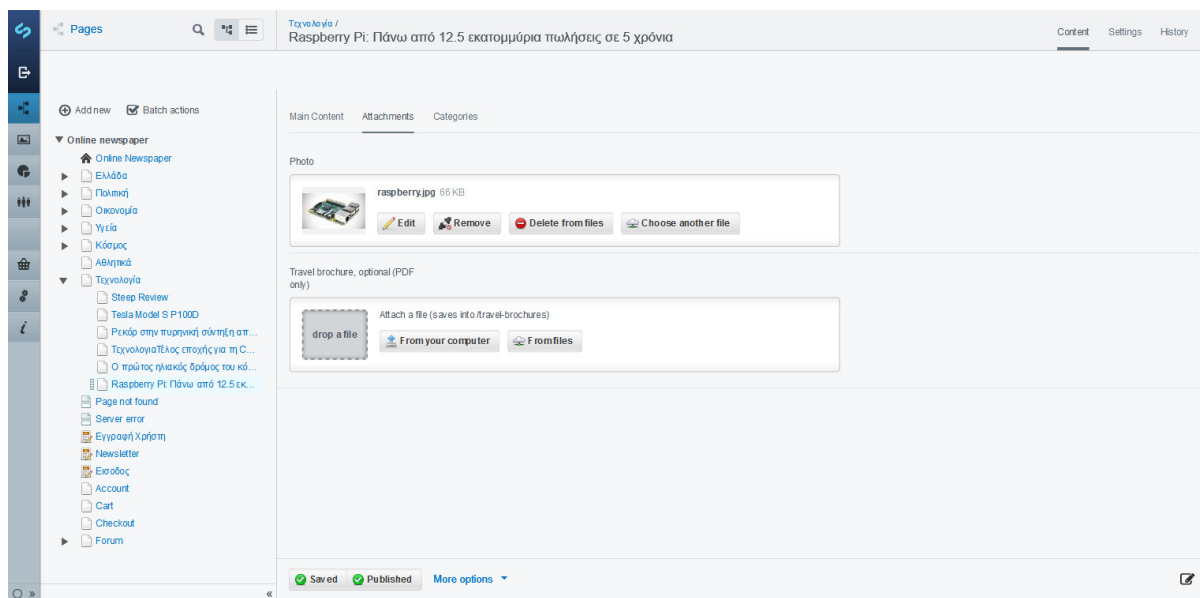 Pages
Τεχνολογία /
Raspberry Pi: Πάνω από 12.5 εκατομμύρια πωλήσεις σε 5 χρόνια
Content Settings History
Add new Batch actions
Online newspaper
Online Newspaper
Ελλάδα
Πολιτική
Οικονομία
Υγεία
Κόσμος
Αθλητικά
Τεχνολογία
Steep Review
Tesla Model S P100D
Ρεκόρ στην πυρηνική σύντηξη απ...
ΤεχνολογιαΤέλος εποχής για τη C...
Ο πρώτος ηλιακός δρόμος του κό...
Raspberry Pi: Πάνω από 12.5 εκ...
Page not found
Server error
Εγγραφή Χρήστη
Newsletter
Εισοδος
Account
Cart
Checkout
Forum
Main Content Attachments Categories
Photo
raspberry.jpg 66 KB
Edit Remove Delete from files Choose another file
Travel brochure, optional (PDF
only)
Attach a file (saves into /travel-brochures)
drop a file
From your computer From files
Saved Published More options